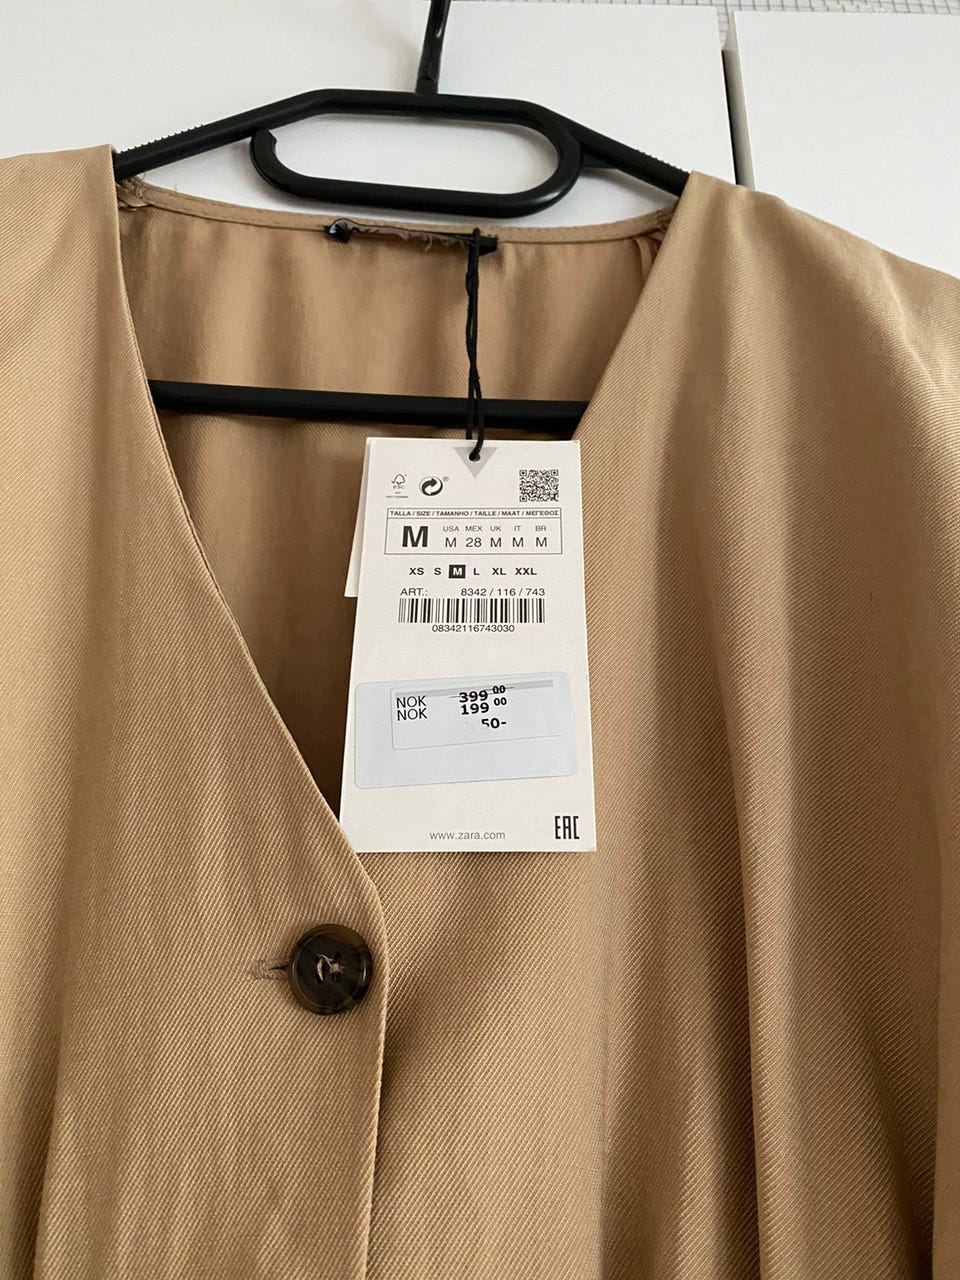 FSC
TALLA / SIZE / TAMANHO / TAILLE / MAAT / ΜΕΓΕΘΟΣ
M
USA MEX UK IT BR
M 28 M M M
XS S M L XL XXL
ART.: 8342 / 116 / 743
08342116743030
NOK 399 00
NOK 199 00
50-
www.zara.com
EAC